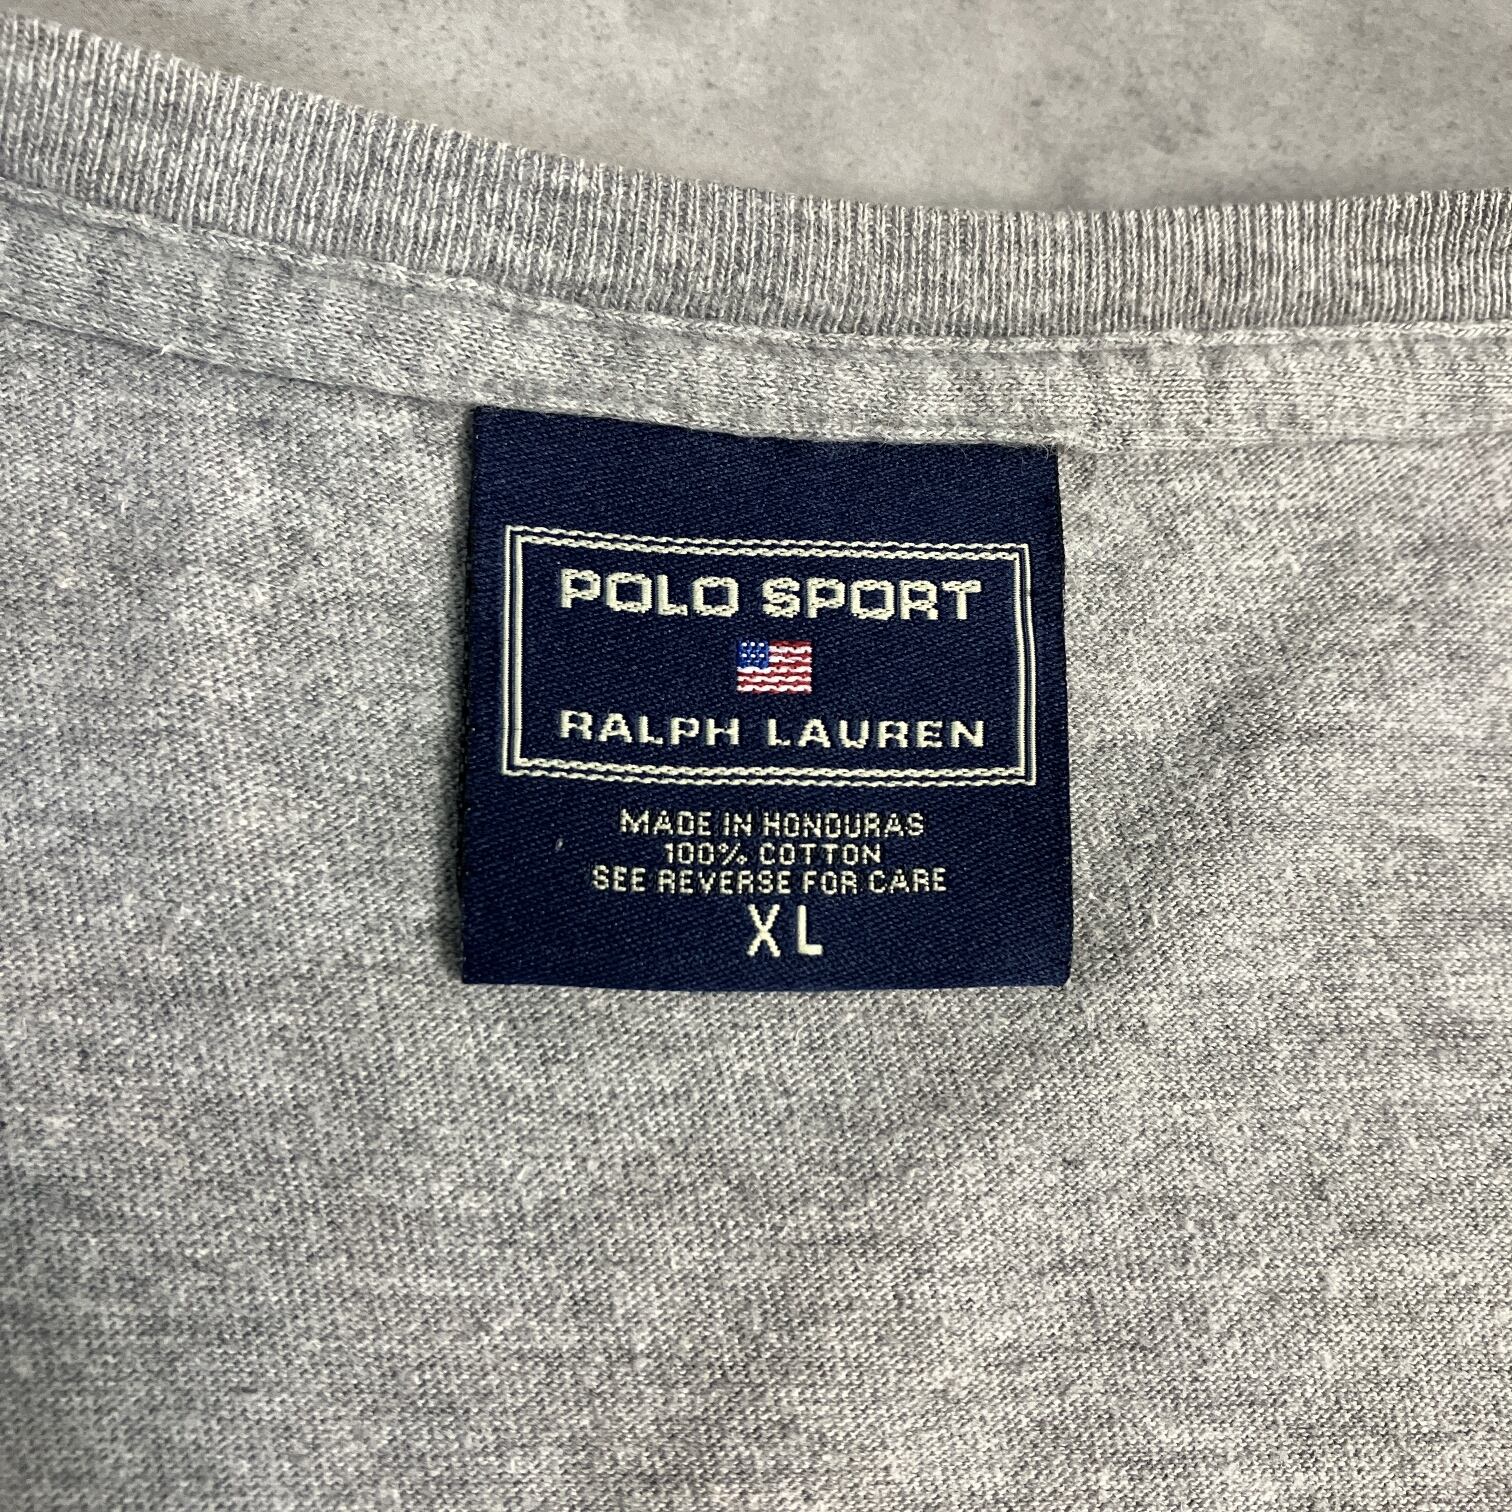 POLO SPORT
RALPH LAUREN
MADE IN HONDURAS
100% COTTON
SEE REVERSE FOR CARE
XL